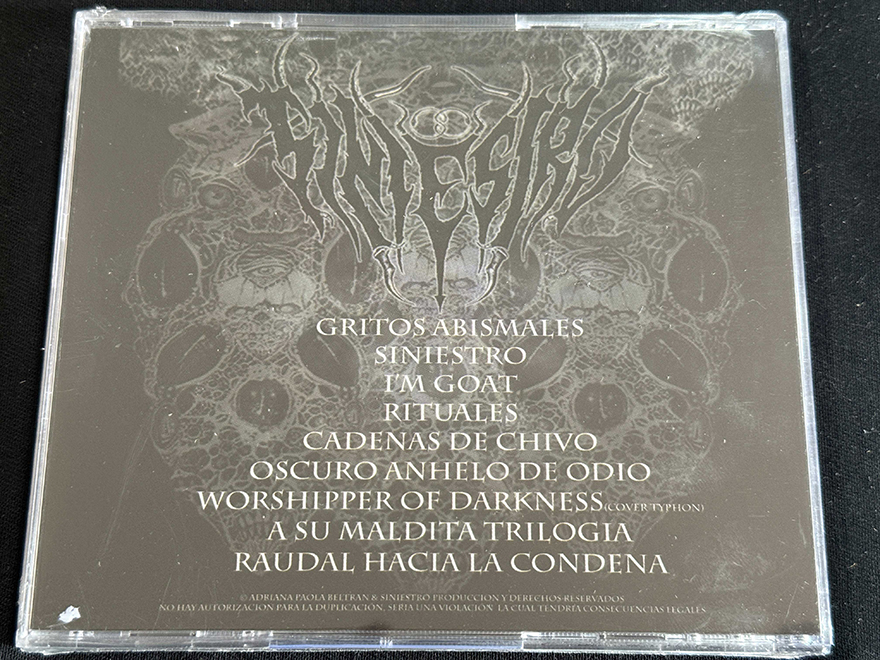 SINIESTRO
GRITOS ABISMALES
SINIESTRO
I'M GOAT
RITUALES
CADENAS DE CHIVO
OSCURO ANHELO DE ODIO
WORSHIPPER OF DARKNESS (COVER TYPHON)
A SU MALDITA TRILOGIA
RAUDAL HACIA LA CONDENA
© ADRIANA PAOLA BELTRAN & SINIESTRO PRODUCCION Y DERECHOS RESERVADOS
NO HAY AUTORIZACION PARA LA DUPLICACION, SERIA UNA VIOLACION LA CUAL TENDRIA CONSECUENCIAS LEGALES